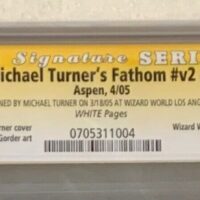 Signature SERI
ichael Turner's Fathom #v2
Aspen, 4/05
NED BY MICHAEL TURNER ON 3/18/05 AT WIZARD WORLD LOS ANG
WHITE Pages
rner cover
Wizard W
Gorder art
0705311004